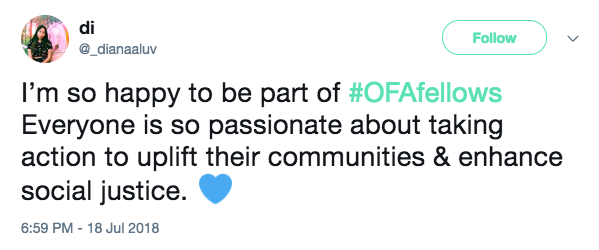 di
@_dianaaluv
Follow
I'm so happy to be part of #OFAfellows
Everyone is so passionate about taking
action to uplift their communities & enhance
social justice. 💙
6:59 PM - 18 Jul 2018